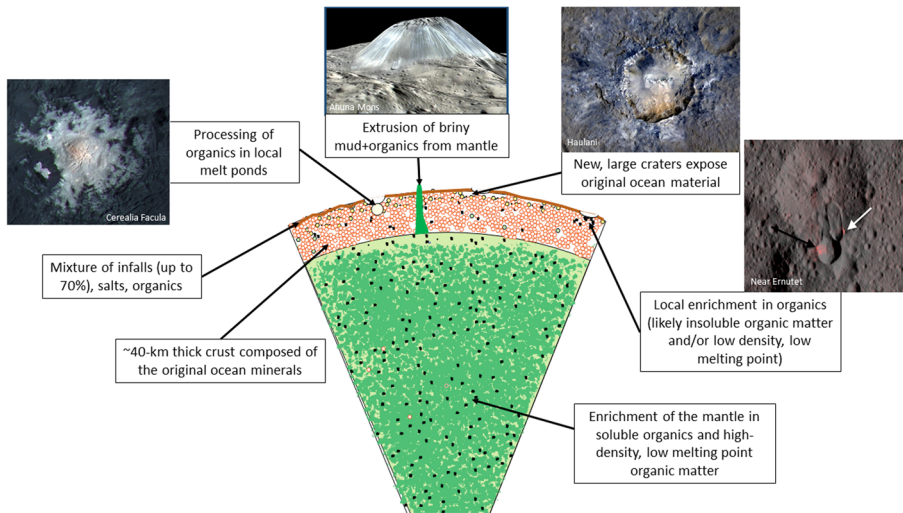 Ahuna Mons
Extrusion of briny
mud+organics from mantle
Haulani
New, large craters expose
original ocean material
Cerealia Facula
Processing of
organics in local
melt ponds
Near Ernutet
Mixture of infalls (up to
70%), salts, organics
Local enrichment in organics
(likely insoluble organic matter
and/or low density, low
melting point)
~40-km thick crust composed of
the original ocean minerals
Enrichment of the mantle in
soluble organics and high-
density, low melting point
organic matter